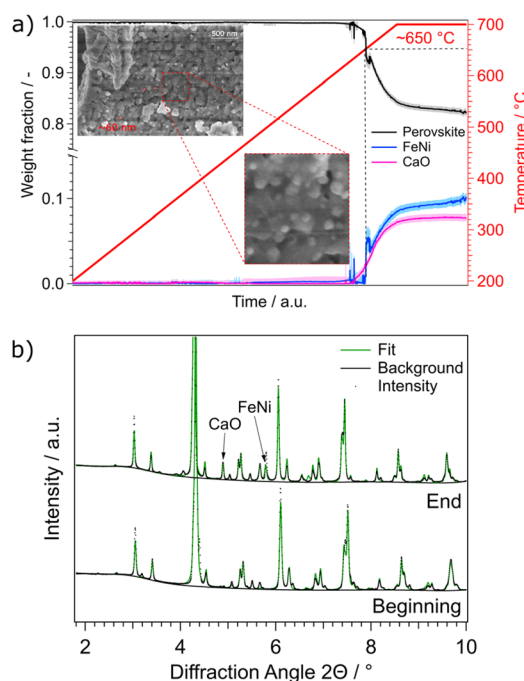 a)
500 nm
~80 nm
~650 °C
Perovskite
FeNi
CaO
Weight fraction / -
1.0
0.9
0.8
0.1
0.0
Temperature / °C
700
600
500
400
300
200
Time / a.u.
b)
Fit
Background
Intensity
FeNi
CaO
End
Beginning
Intensity / a.u.
2
4
6
8
10
Diffraction Angle 2Θ / °